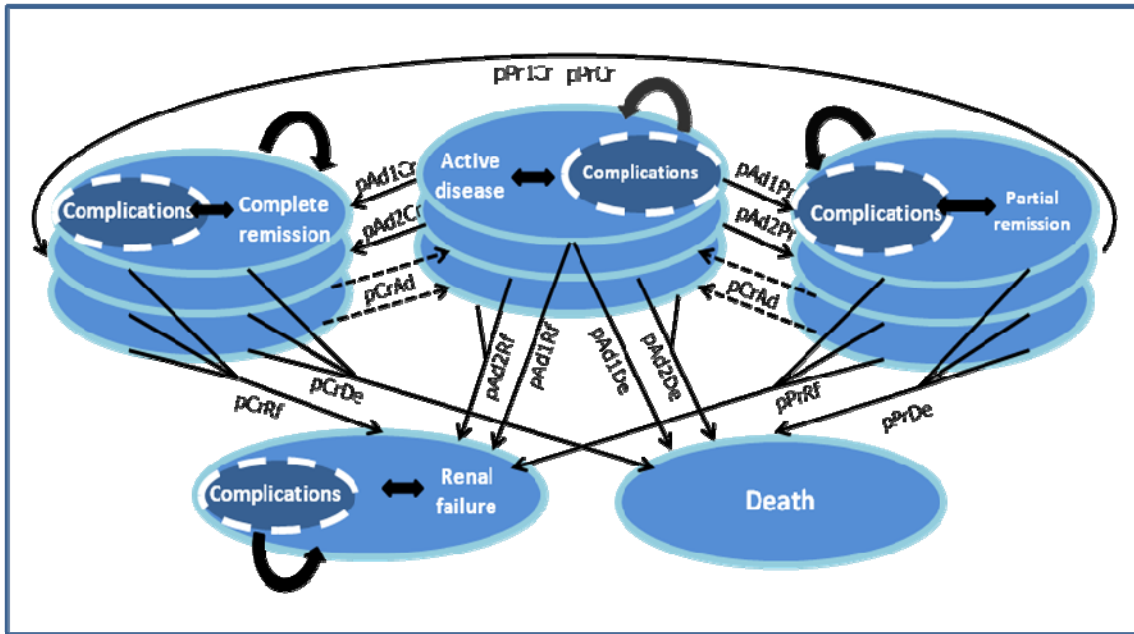 pPr1Cr pPrCr
Complications
Complete
remission
pAd1Cr
pAd2Cr
pCrAd
Active
disease
Complications
pAd1Pr
pAd2Pr
pCrAd
Complications
Partial
remission
pCrRf
pCrDe
pAd2Rf
pAd1Rf
pAd1De
pAd2De
pPrRf
pPrDe
Complications
Renal
failure
Death